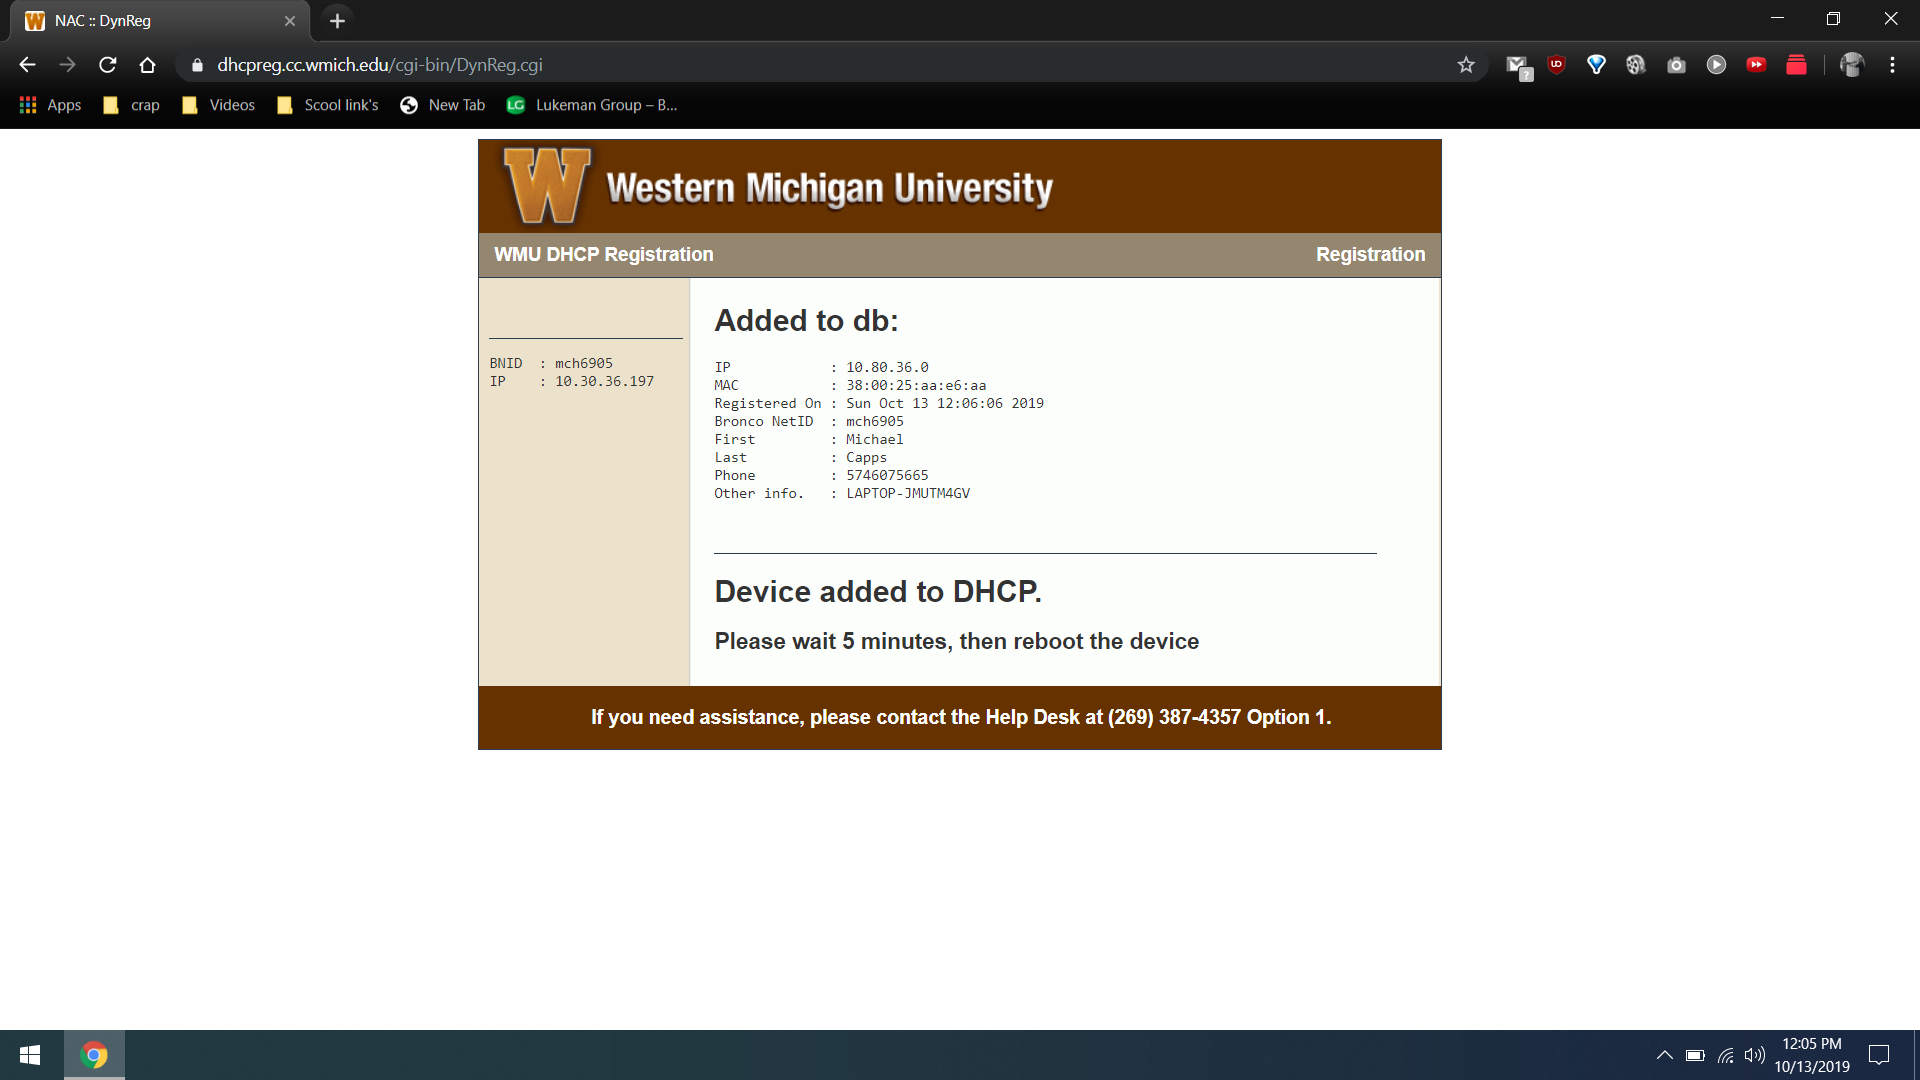 NAC :: DynReg
dhcpreg.cc.wmich.edu/cgi-bin/DynReg.cgi
Apps crap Videos Scool link's New Tab LG Lukeman Group – B...
W Western Michigan University
WMU DHCP Registration Registration
BNID : mch6905
IP : 10.30.36.197
Added to db:
IP : 10.80.36.0
MAC : 38:00:25:aa:e6:aa
Registered On : Sun Oct 13 12:06:06 2019
Bronco NetID : mch6905
First : Michael
Last : Capps
Phone : 5746075665
Other info. : LAPTOP-JMUTM4GV
Device added to DHCP.
Please wait 5 minutes, then reboot the device
If you need assistance, please contact the Help Desk at (269) 387-4357 Option 1.
12:05 PM
10/13/2019